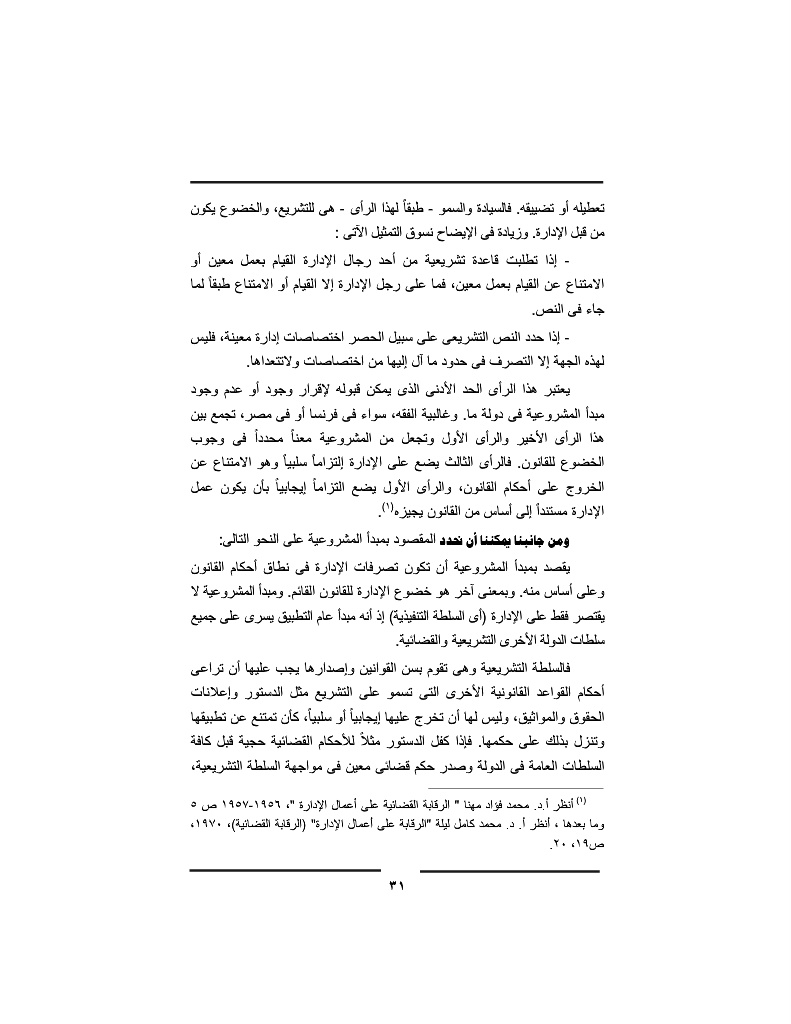 تعطيله أو تضييقه. فالسيادة والسمو - طبقاً لهذا الرأى - هى للتشريع، والخضوع يكون
من قبل الإدارة. وزيادة فى الإيضاح نسوق التمثيل الآتى :
- إذا تطلبت قاعدة تشريعية من أحد رجال الإدارة القيام بعمل معين أو
الامتناع عن القيام بعمل معين، فما على رجل الإدارة إلا القيام أو الامتناع طبقاً لما
جاء فى النص.
- إذا حدد النص التشريعى على سبيل الحصر اختصاصات إدارة معينة، فليس
لهذه الجهة إلا التصرف فى حدود ما آل إليها من اختصاصات ولاتتعداها.
يعتبر هذا الرأى الحد الأدنى الذى يمكن قبوله لإقرار وجود أو عدم وجود
مبدأ المشروعية فى دولة ما. وغالبية الفقه، سواء فى فرنسا أو فى مصر، تجمع بين
هذا الرأى الأخير والرأى الأول وتجعل من المشروعية معناً محدداً فى وجوب
الخضوع للقانون. فالرأى الثالث يضع على الإدارة إلتزاماً سلبياً وهو الامتناع عن
الخروج على أحكام القانون، والرأى الأول يضع التزاماً إيجابياً بأن يكون عمل
الإدارة مستنداً إلى أساس من القانون يجيزه(١).
ومن جانبنا يمكننا أن نحدد المقصود بمبدأ المشروعية على النحو التالى:
يقصد بمبدأ المشروعية أن تكون تصرفات الإدارة فى نطاق أحكام القانون
وعلى أساس منه. وبمعنى آخر هو خضوع الإدارة للقانون القائم. ومبدأ المشروعية لا
يقتصر فقط على الإدارة (أى السلطة التنفيذية) إذ أنه مبدأ عام التطبيق يسرى على جميع
سلطات الدولة الأخرى التشريعية والقضائية.
فالسلطة التشريعية وهى تقوم بسن القوانين وإصدارها يجب عليها أن تراعى
أحكام القواعد القانونية الأخرى التى تسمو على التشريع مثل الدستور وإعلانات
الحقوق والمواثيق، وليس لها أن تخرج عليها إيجابياً أو سلبياً، كأن تمتنع عن تطبيقها
وتنزل بذلك على حكمها. فإذا كفل الدستور مثلاً للأحكام القضائية حجية قبل كافة
السلطات العامة فى الدولة وصدر حكم قضائى معين فى مواجهة السلطة التشريعية،
(١) أنظر أ.د. محمد فؤاد مهنا " الرقابة القضائية على أعمال الإدارة "، ١٩٥٦-١٩٥٧ ص ٥
وما بعدها ، أنظر أ. د. محمد كامل ليلة "الرقابة على أعمال الإدارة" (الرقابة القضائية)، ١٩٧٠،
ص١٩، ٢٠.
٣١